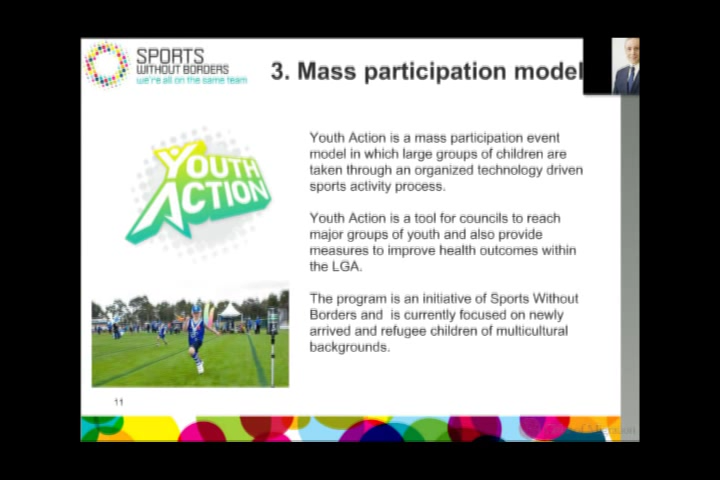 SPORTS
WITHOUT BORDERS
we're all on the same team
3. Mass participation model
YOUTH
ACTION
Youth Action is a mass participation event
model in which large groups of children are
taken through an organized technology driven
sports activity process.
Youth Action is a tool for councils to reach
major groups of youth and also provide
measures to improve health outcomes within
the LGA.
The program is an initiative of Sports Without
Borders and is currently focused on newly
arrived and refugee children of multicultural
backgrounds.
11